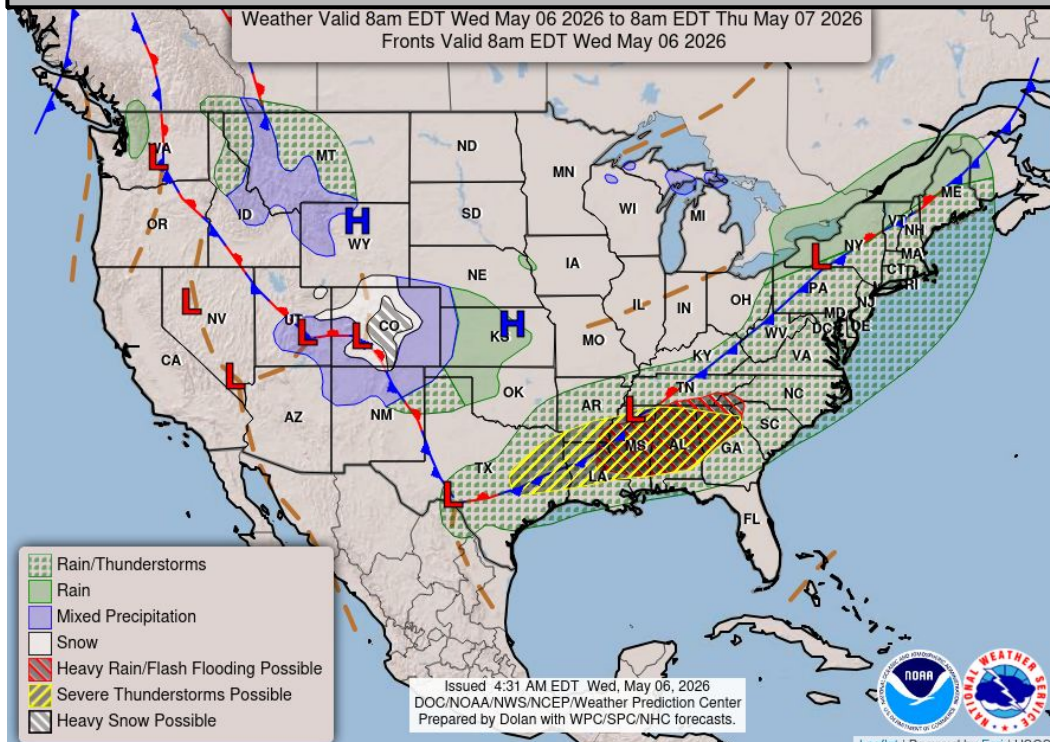 Weather Valid 8am EDT Wed May 06 2026 to 8am EDT Thu May 07 2026
Fronts Valid 8am EDT Wed May 06 2026
ND
MT
MN
OR
ID
SD
WI
MI
ME
VT
NH
NY
MA
CT
RI
WY
H
L
L
IA
NE
PA
NJ
OH
IL
IN
MD
DE
DC
WV
L
NV
UT
L
L
CO
KS
H
MO
KY
VA
CA
L
AZ
NM
OK
AR
TN
NC
L
MS
AL
GA
SC
TX
LA
L
FL
Rain/Thunderstorms
Rain
Mixed Precipitation
Snow
Heavy Rain/Flash Flooding Possible
Severe Thunderstorms Possible
Heavy Snow Possible
Issued 4:31 AM EDT Wed, May 06, 2026
DOC/NOAA/NWS/NCEP/Weather Prediction Center
Prepared by Dolan with WPC/SPC/NHC forecasts.
NOAA
NATIONAL WEATHER SERVICE